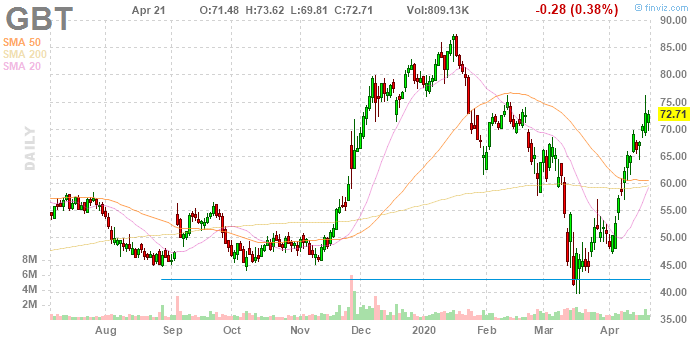 GBT
Apr 21 O:71.48 H:73.62 L:69.81 C:72.71 Vol:809.13K -0.28 (0.38%)
© finviz.com
SMA 50
SMA 200
SMA 20
DAILY
90.00
85.00
80.00
75.00
72.71
70.00
65.00
60.00
55.00
50.00
45.00
40.00
35.00
8M
6M
4M
2M
Aug Sep Oct Nov Dec 2020 Feb Mar Apr